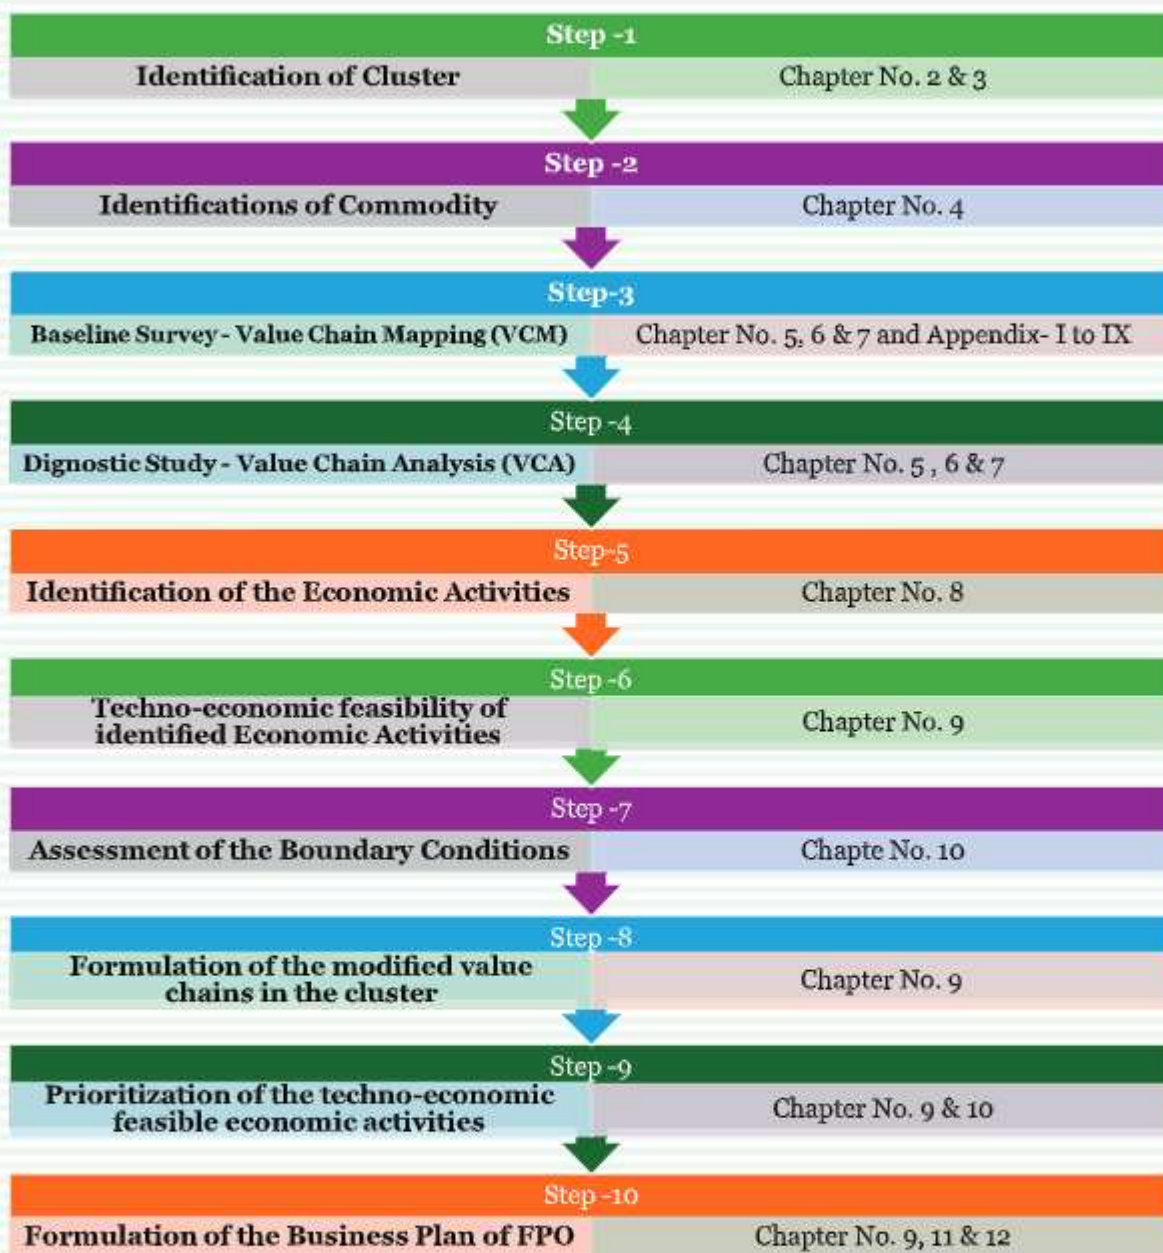 Step -1
Identification of Cluster
Chapter No. 2 & 3
Step -2
Identifications of Commodity
Chapter No. 4
Step-3
Baseline Survey - Value Chain Mapping (VCM)
Chapter No. 5, 6 & 7 and Appendix- I to IX
Step -4
Dignostic Study - Value Chain Analysis (VCA)
Chapter No. 5 , 6 & 7
Step-5
Identification of the Economic Activities
Chapter No. 8
Step -6
Techno-economic feasibility of
identified Economic Activities
Chapter No. 9
Step -7
Assessment of the Boundary Conditions
Chapte No. 10
Step -8
Formulation of the modified value
chains in the cluster
Chapter No. 9
Step -9
Prioritization of the techno-economic
feasible economic activities
Chapter No. 9 & 10
Step -10
Formulation of the Business Plan of FPO
Chapter No. 9, 11 & 12